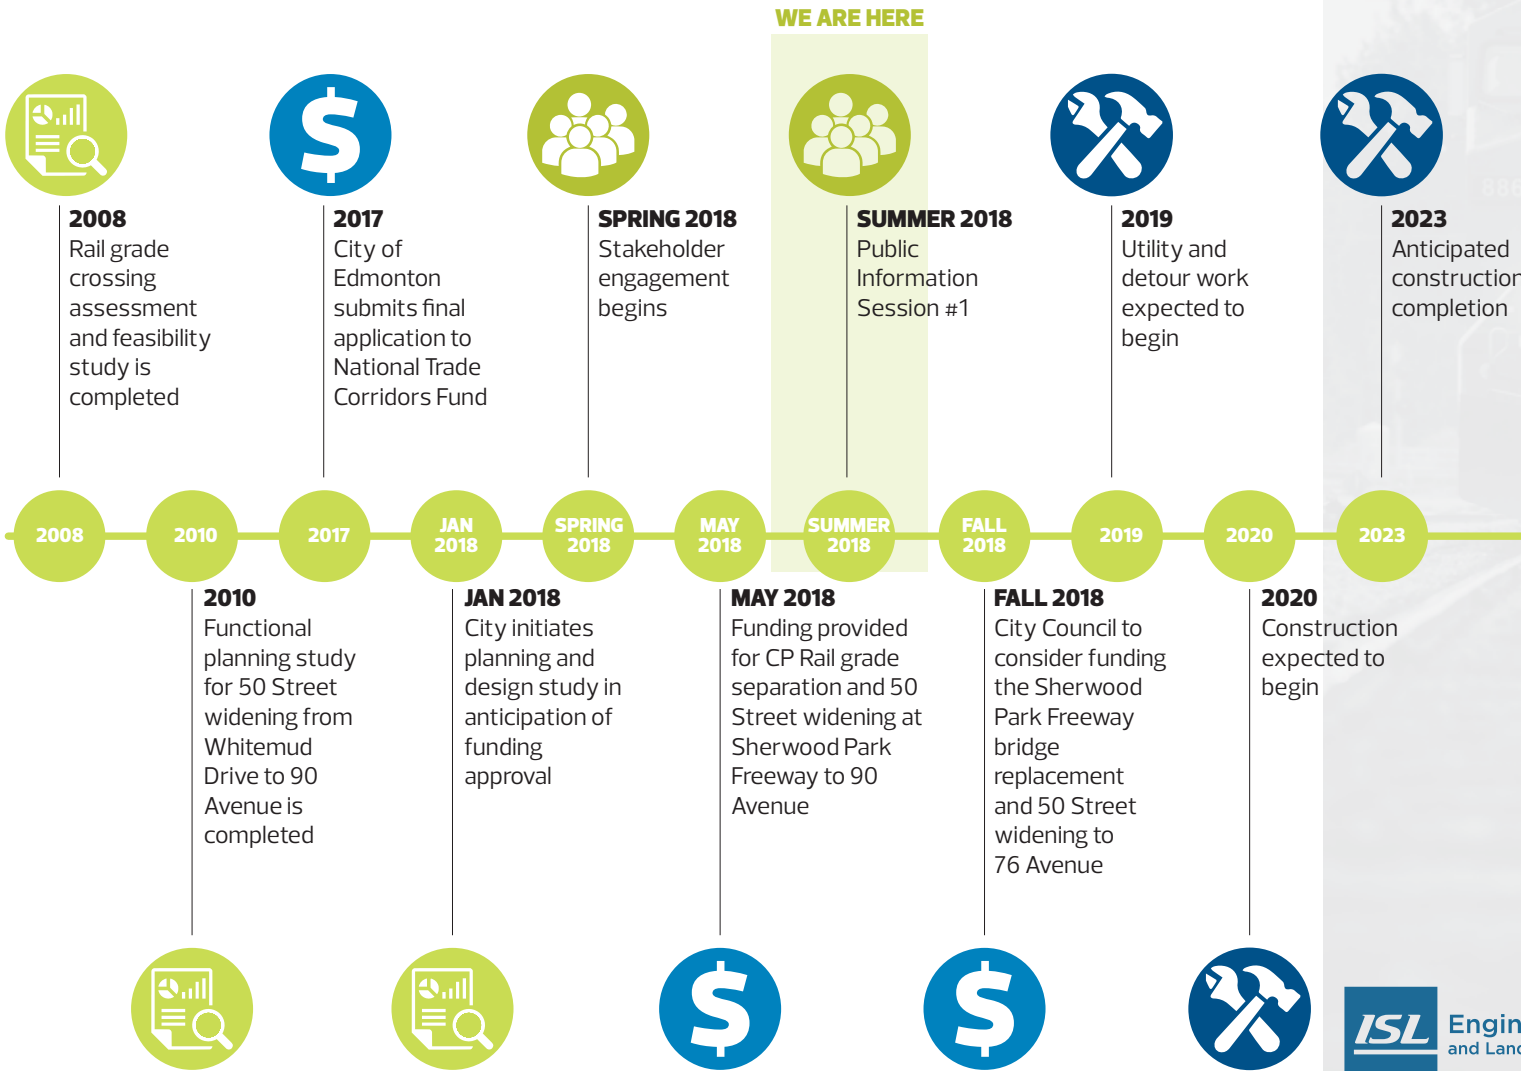 WE ARE HERE
2008
Rail grade
crossing
assessment
and feasibility
study is
completed
2017
City of
Edmonton
submits final
application to
National Trade
Corridors Fund
SPRING 2018
Stakeholder
engagement
begins
SUMMER 2018
Public
Information
Session #1
2019
Utility and
detour work
expected to
begin
2023
Anticipated
construction
completion
2008
2010
2017
JAN
2018
SPRING
2018
MAY
2018
SUMMER
2018
FALL
2018
2019
2020
2023
2010
Functional
planning study
for 50 Street
widening from
Whitemud
Drive to 90
Avenue is
completed
JAN 2018
City initiates
planning and
design study in
anticipation of
funding
approval
MAY 2018
Funding provided
for CP Rail grade
separation and 50
Street widening at
Sherwood Park
Freeway to 90
Avenue
FALL 2018
City Council to
consider funding
the Sherwood
Park Freeway
bridge
replacement
and 50 Street
widening to
76 Avenue
2020
Construction
expected to
begin
ISL
Engin
and Land